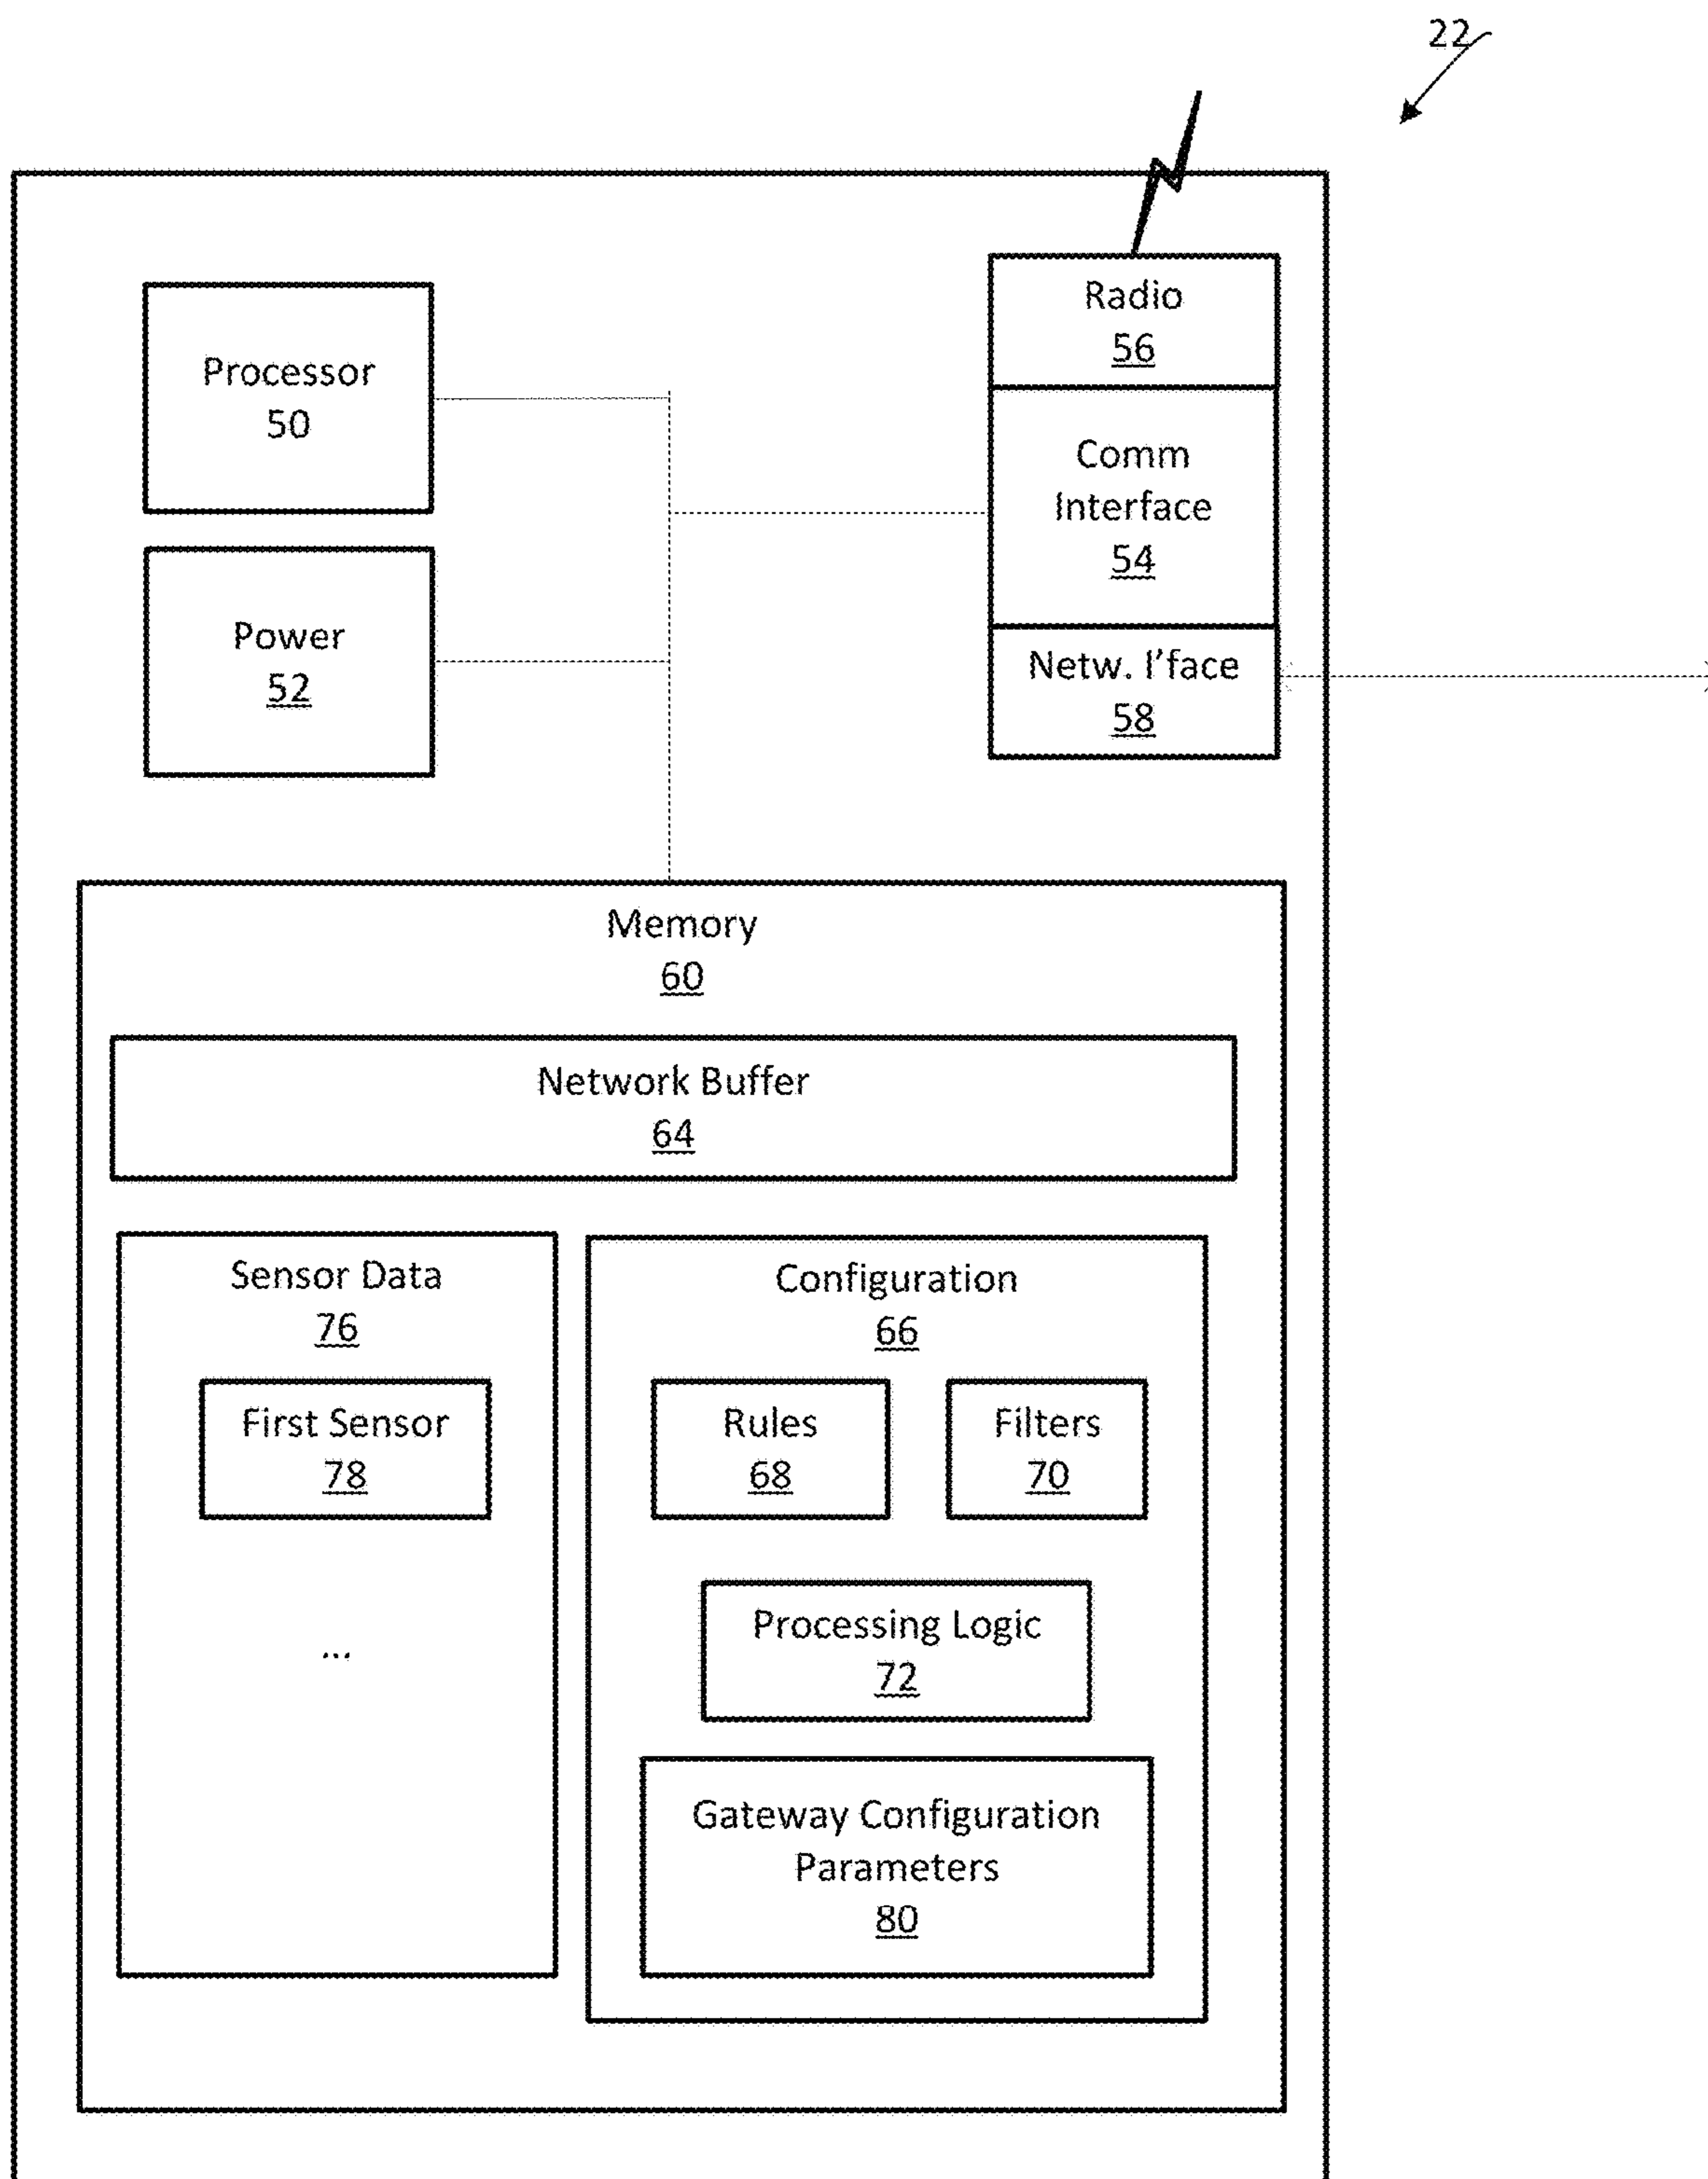 22
Radio
56
Processor
50
Comm
Interface
54
Power
52
Netw. I'face
58
Memory
60
Network Buffer
64
Sensor Data
76
Configuration
66
First Sensor
78
Rules
68
Filters
70
...
Processing Logic
72
Gateway Configuration
Parameters
80